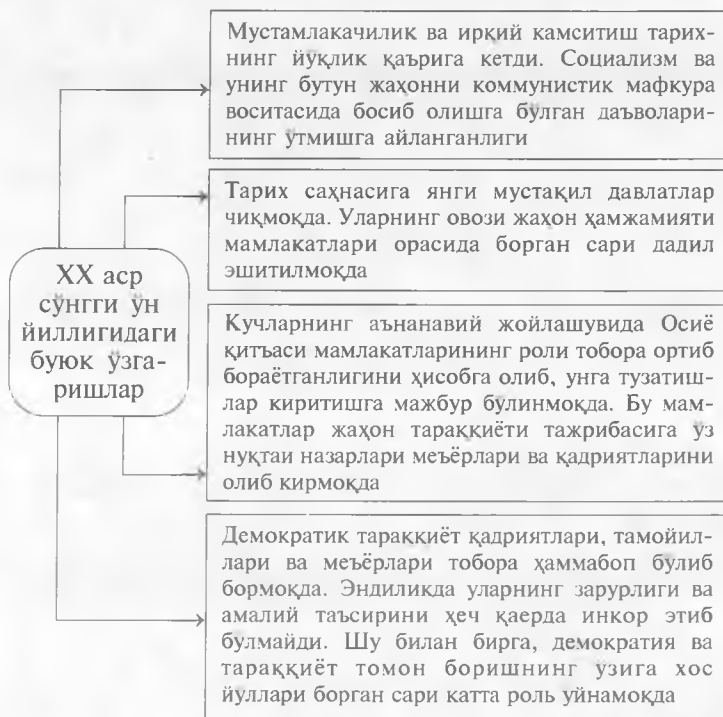 Мустамлакачилик ва ирқий камситиш тарих-
нинг йўқлик қаърига кетди. Социализм ва
унинг бутун жаҳонни коммунистик мафкура
воситасида босиб олишга бўлган даъволари-
нинг ўтмишга айланганлиги
Тарих саҳнасига янги мустақил давлатлар
чиқмоқда. Уларнинг овози жаҳон ҳамжамияти
мамлакатлари орасида борган сари дадил
эшитилмоқда
XX аср
сўнгги ўн
йиллигидаги
буюк ўзга-
ришлар
Кучларнинг аънанавий жойлашувида Осиё
қитъаси мамлакатларининг роли тобора ортиб
бораётганлигини ҳисобга олиб, унга тузатиш-
лар киритишга мажбур бўлинмоқда. Бу мам-
лакатлар жаҳон тараққиёти тажрибасига ўз
нуқтаи назарлари меъёрлари ва қадриятларини
олиб кирмоқда
Демократик тараққиёт қадриятлари, тамойил-
лари ва меъёрлари тобора ҳаммабоп бўлиб
бормоқда. Эндиликда уларнинг зарурлиги ва
амалий таъсирини ҳеч қаерда инкор этиб
бўлмайди. Шу билан бирга, демократия ва
тараққиёт томон боришнинг узига хос
йўллари борган сари катта роль уйнамоқда